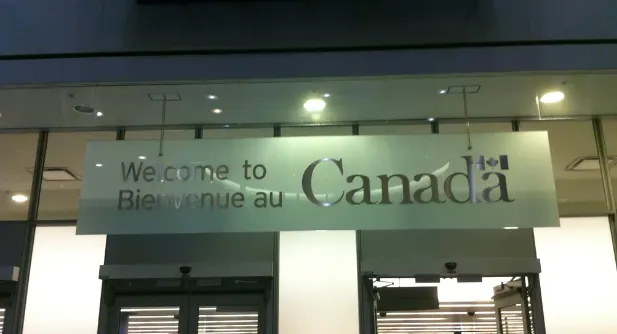 Welcome to
Bienvenue au
Canada